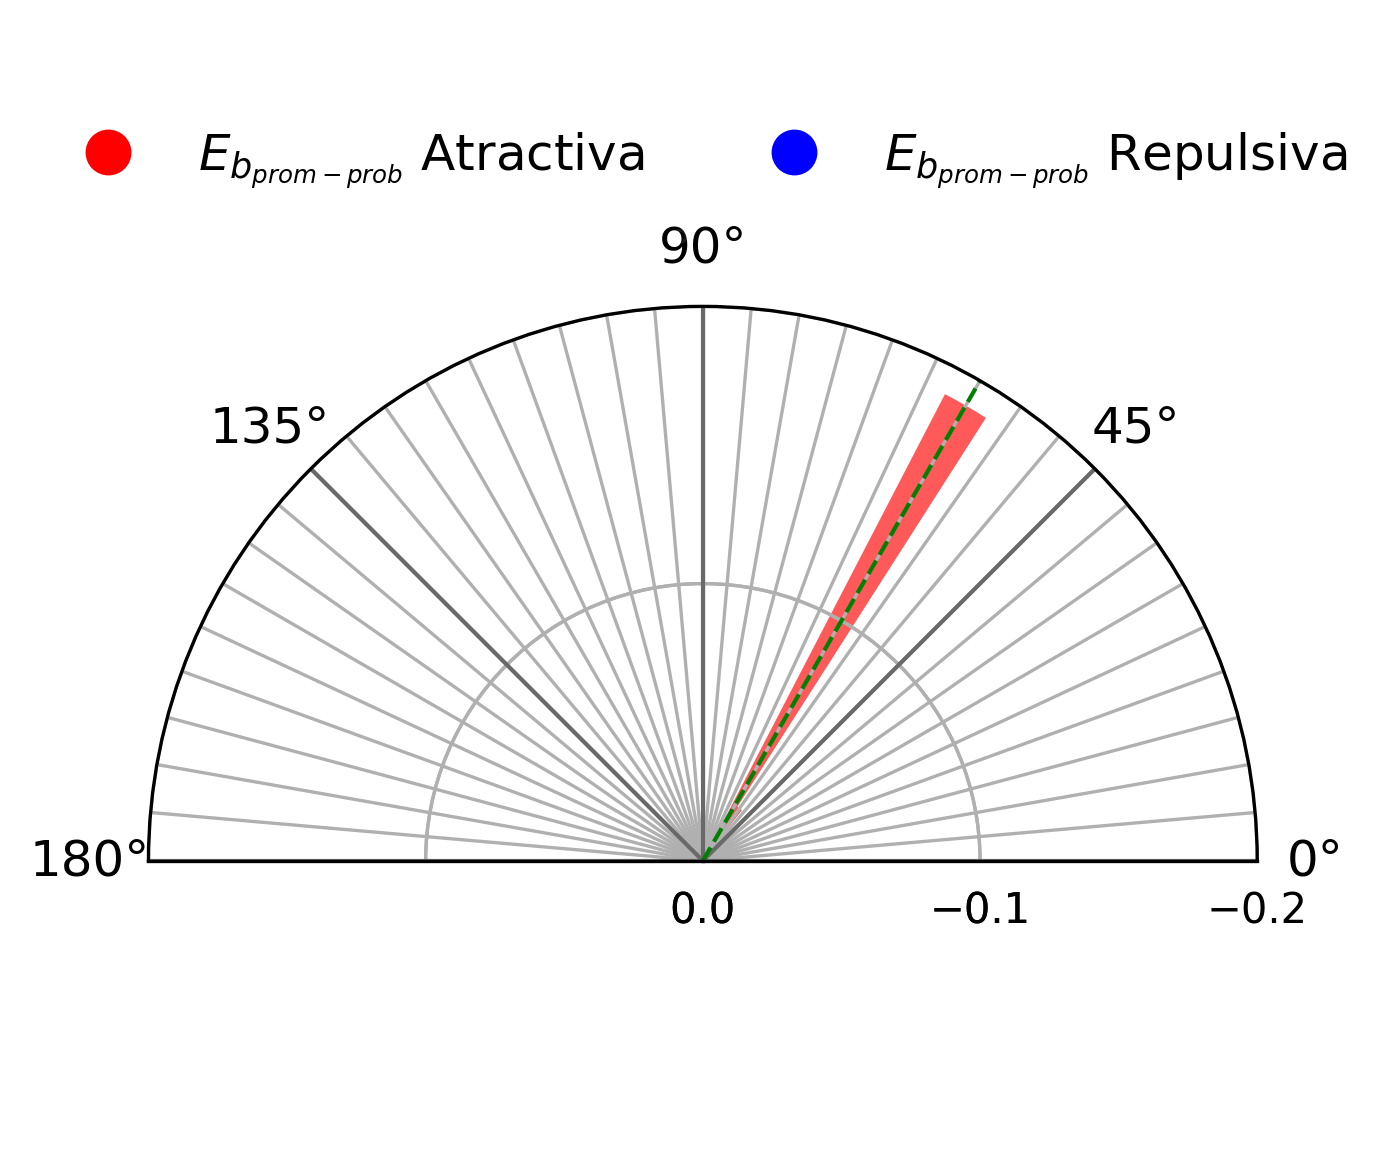 E_{b_{prom-prob}} Atractiva E_{b_{prom-prob}} Repulsiva
90°
135° 45°
180° 0°
0.0 −0.1 −0.2